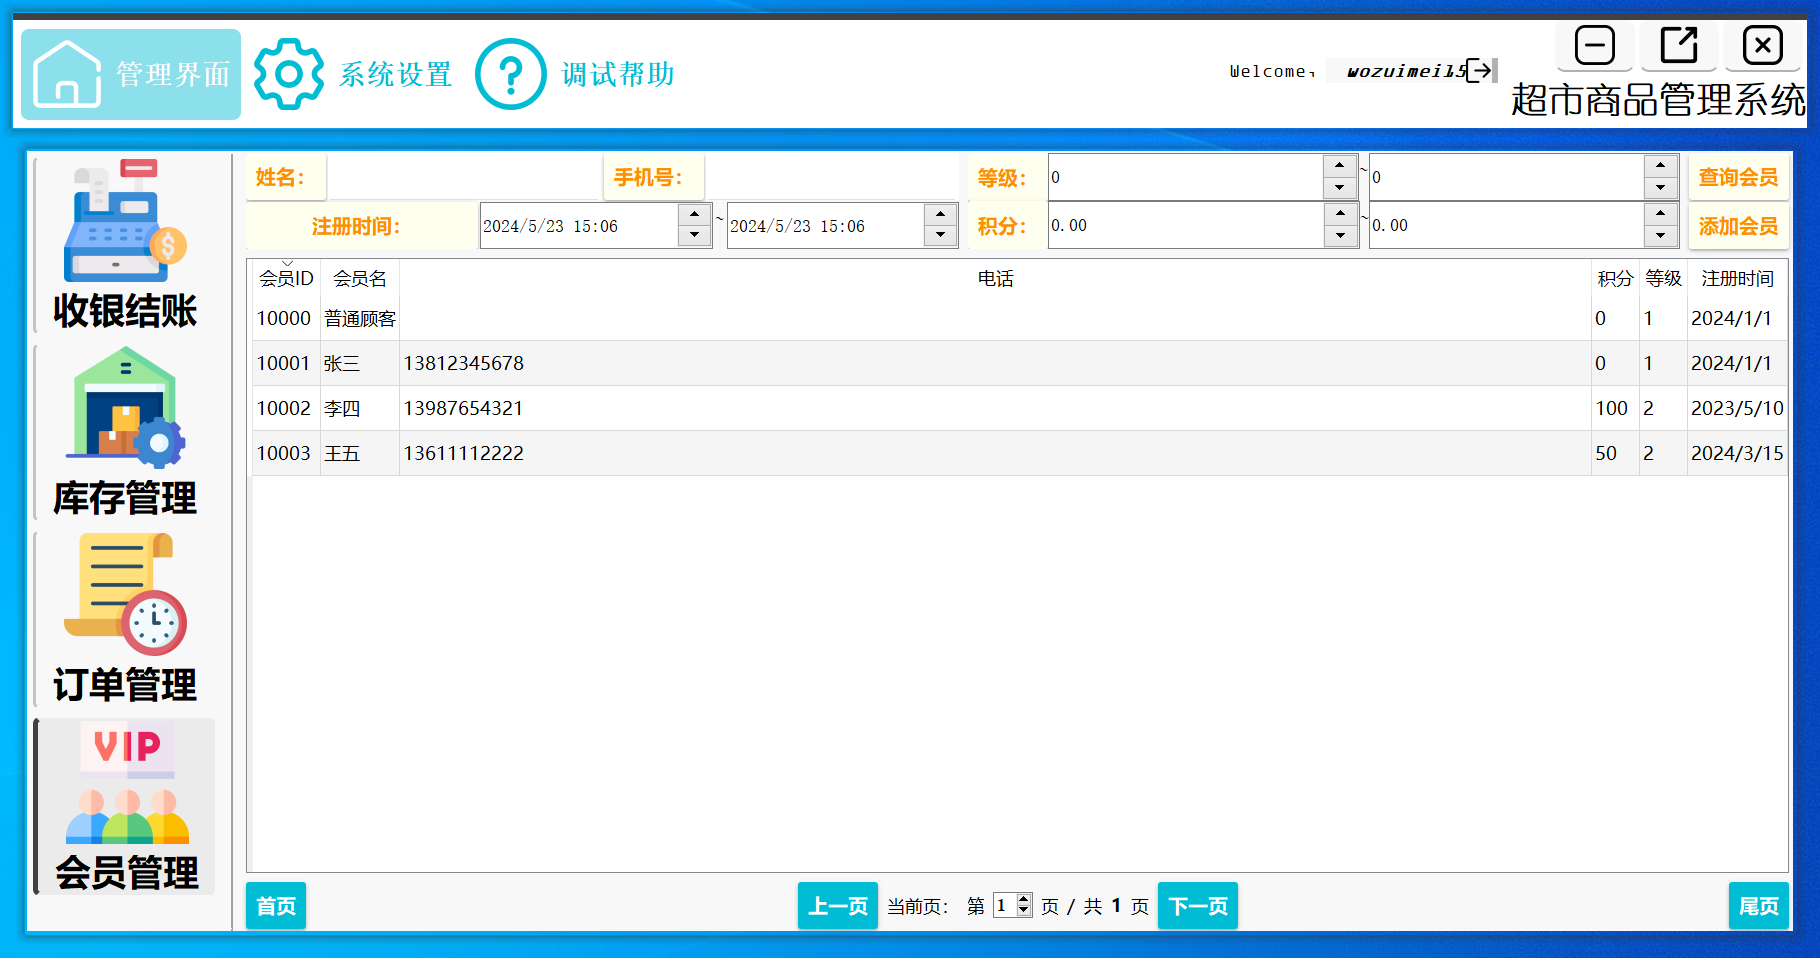 管理界面 系统设置 调试帮助 Welcome, wozuimei15
超市商品管理系统
收银结账
库存管理
订单管理
VIP
会员管理
姓名： 手机号： 等级： 0 ~ 0 查询会员
注册时间： 2024/5/23 15:06 ~ 2024/5/23 15:06 积分： 0.00 ~ 0.00 添加会员
会员ID 会员名 电话 积分 等级 注册时间
10000 普通顾客 0 1 2024/1/1
10001 张三 13812345678 0 1 2024/1/1
10002 李四 13987654321 100 2 2023/5/10
10003 王五 13611112222 50 2 2024/3/15
首页 上一页 当前页： 第 1 页 / 共 1 页 下一页 尾页